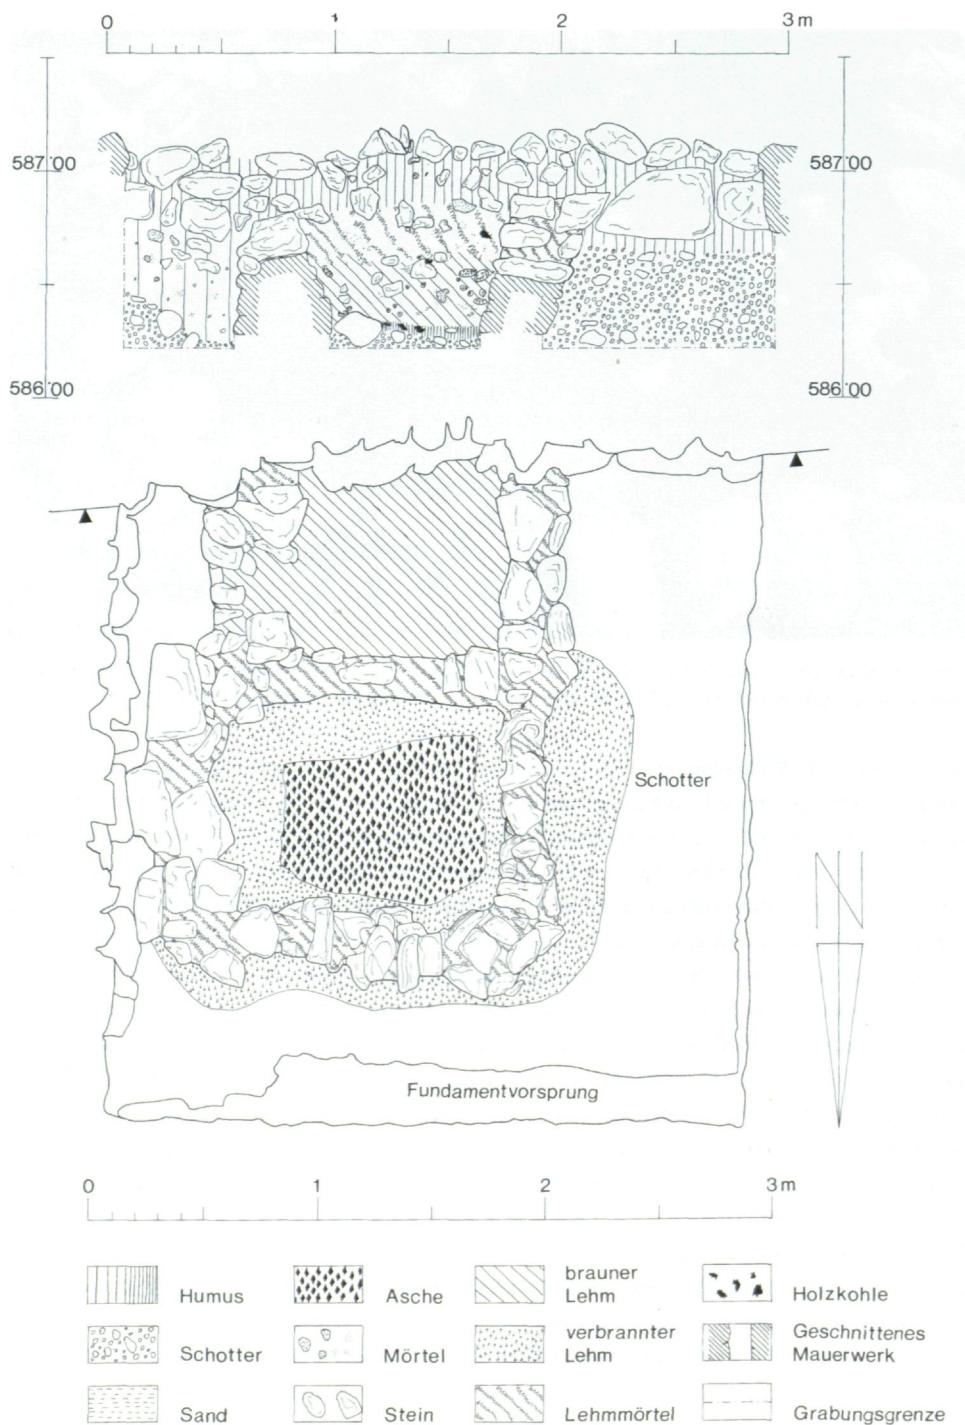 0 1 2 3 m
587'00 587'00
586'00 586'00
Schotter
N
Fundamentvorsprung
0 1 2 3 m
Humus Asche brauner Lehm Holzkohle
Schotter Mörtel verbrannter Lehm Geschnittenes Mauerwerk
Sand Stein Lehmmörtel Grabungsgrenze